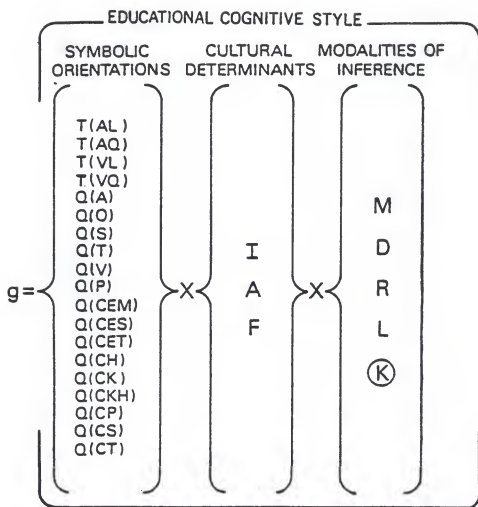 EDUCATIONAL COGNITIVE STYLE
SYMBOLIC ORIENTATIONS
CULTURAL DETERMINANTS
MODALITIES OF INFERENCE
g=
T(AL)
T(AQ)
T(VL)
T(VQ)
Q(A)
Q(O)
Q(S)
Q(T)
Q(V)
Q(P)
Q(CEM)
Q(CES)
Q(CET)
Q(CH)
Q(CK)
Q(CKH)
Q(CP)
Q(CS)
Q(CT)
X
I
A
F
X
M
D
R
L
K